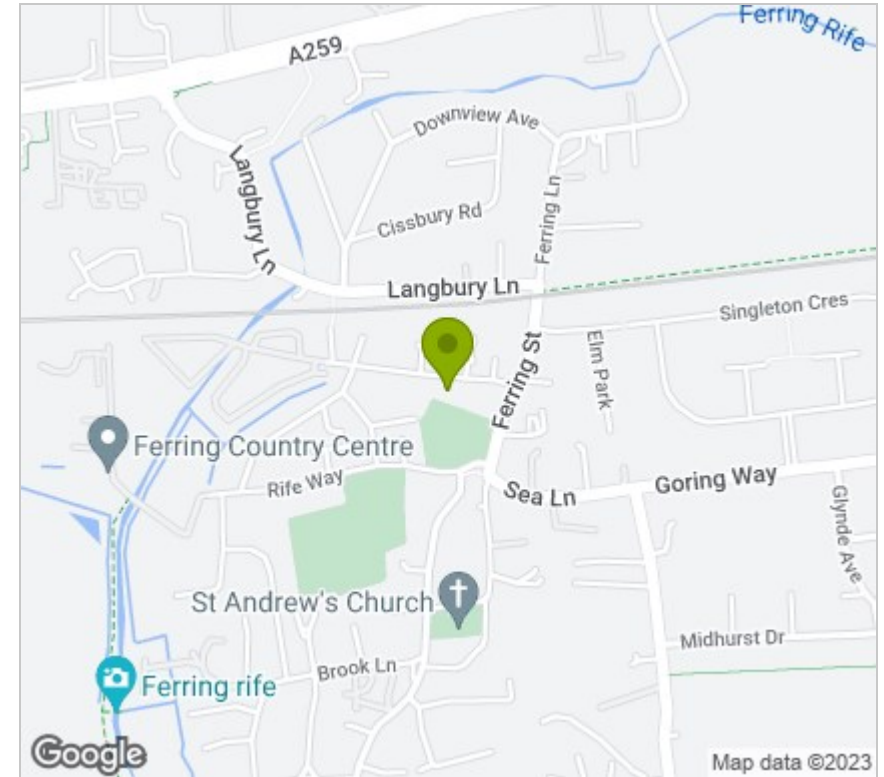 Ferring Rife
A259
Downview Ave
Langbury Ln
Ferring Ln
Cissbury Rd
Langbury Ln
Singleton Cres
Elm Park
Ferring St
Ferring Country Centre
Rife Way
Sea Ln
Goring Way
Glynde Ave
St Andrew's Church
Midhurst Dr
Brook Ln
Ferring rife
Google
Map data ©2023